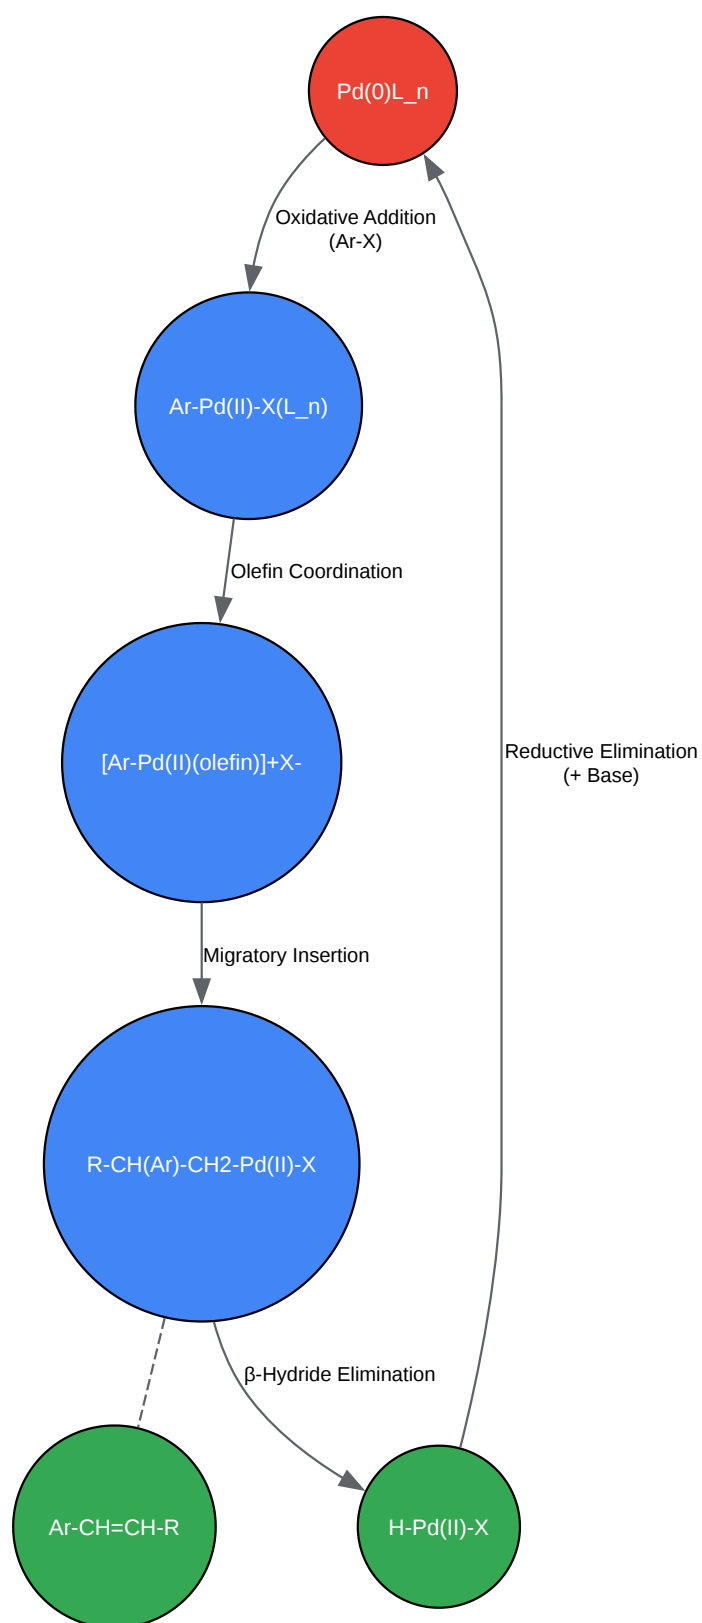 Pd(0)L_n
Oxidative Addition
(Ar-X)
Ar-Pd(II)-X(L_n)
Olefin Coordination
[Ar-Pd(II)(olefin)]+X-
Reductive Elimination
(+ Base)
Migratory Insertion
R-CH(Ar)-CH2-Pd(II)-X
β-Hydride Elimination
Ar-CH=CH-R
H-Pd(II)-X